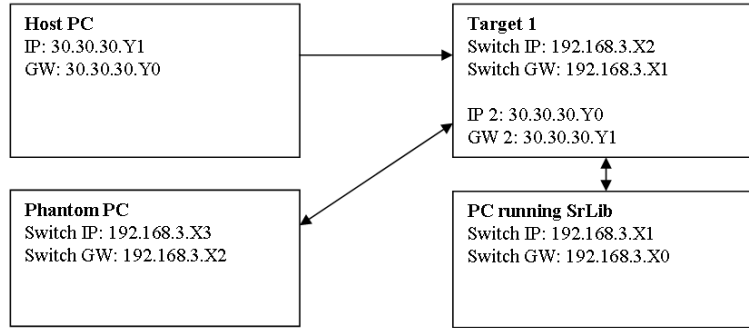 Host PC
IP: 30.30.30.Y1
GW: 30.30.30.Y0
Target 1
Switch IP: 192.168.3.X2
Switch GW: 192.168.3.X1
IP 2: 30.30.30.Y0
GW 2: 30.30.30.Y1
Phantom PC
Switch IP: 192.168.3.X3
Switch GW: 192.168.3.X2
PC running SrLib
Switch IP: 192.168.3.X1
Switch GW: 192.168.3.X0